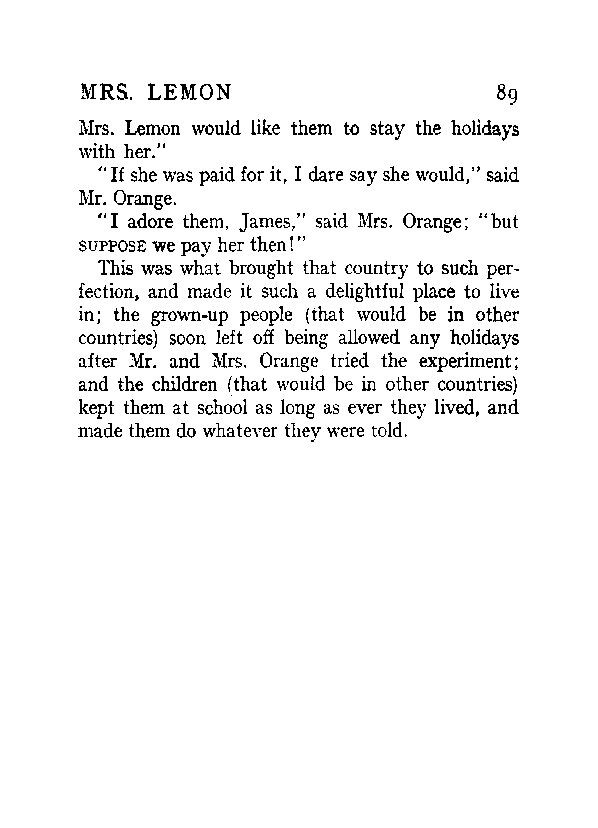 MRS. LEMON 89
Mrs. Lemon would like them to stay the holidays
with her."
"If she was paid for it, I dare say she would," said
Mr. Orange.
"I adore them, James," said Mrs. Orange; "but
SUPPOSE we pay her then!"
This was what brought that country to such per-
fection, and made it such a delightful place to live
in; the grown-up people (that would be in other
countries) soon left off being allowed any holidays
after Mr. and Mrs. Orange tried the experiment;
and the children (that would be in other countries)
kept them at school as long as ever they lived, and
made them do whatever they were told.